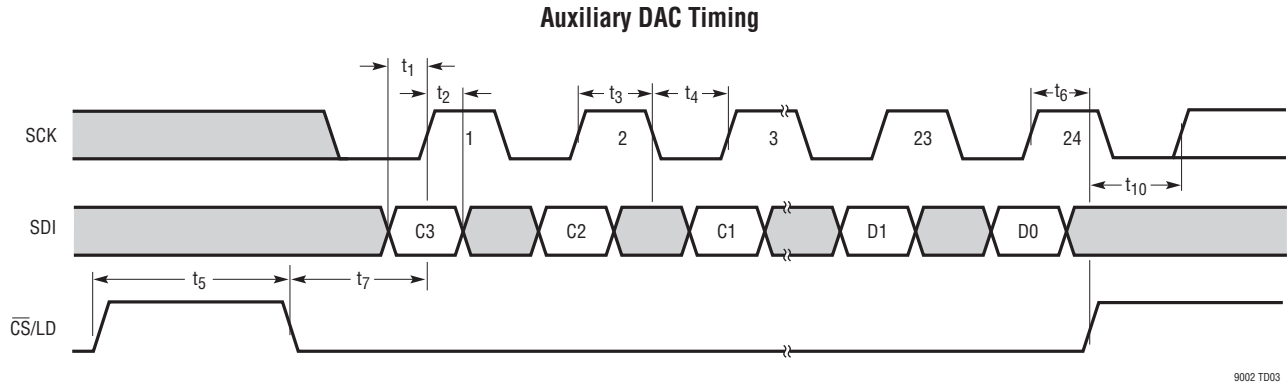 Auxiliary DAC Timing
t1
t2
t3
t4
t6
SCK
1
2
3
23
24
t10
SDI
C3
C2
C1
D1
D0
t5
t7
CS/LD
9002 TD03